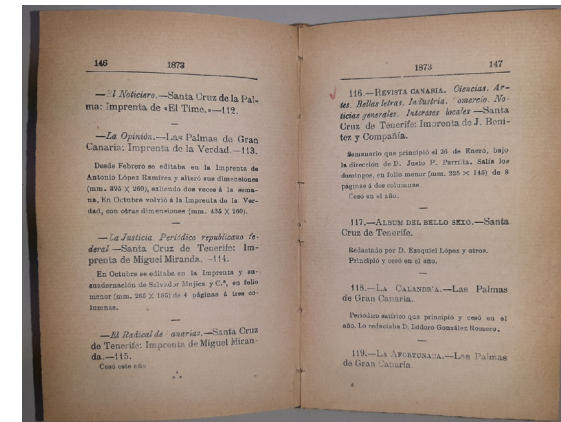 146 1873
—El Noticiero.—Santa Cruz de la Pal-
ma: Imprenta de «El Time.»—112.
—La Opinión.—Las Palmas de Gran
Canaria: Imprenta de la Verdad.—113.
Desde Febrero se editaba en la Imprenta de
Antonio López Ramírez y alteró sus dimensiones
(mm. 395 × 260), saliendo dos veces á la sema-
na. En Octubre volvió á la Imprenta de la Ver-
dad, con otras dimensiones (mm. 435 × 260).
—La Justicia Periódico republicano fe-
deral—Santa Cruz de Tenerife: Im-
prenta de Miguel Miranda. —114.
En Octubre se editaba en la Imprenta y en-
cuadernación de Salvador Mujica y C.ª, en folio
menor (mm. 265 × 185) de 4 páginas á tres co-
lumnas.
—El Radical de anarias.—Santa Cruz
de Tenerife: Imprenta de Miguel Miran-
da.—115.
Cesó este año
1873 147
116.—REVISTA CANARIA. Ciencias. Ar-
tes. Bellas letras. Industria. omercio. No-
ticias generales. Intereses locales—Santa
Cruz de Tenerife: Imprenta de J. Bení-
tez y Compañía.
Semanario que principió el 26 de Enero, bajo
la dirección de D. Justo P. Parrilla. Salía los
domingos, en folio menor (mm. 225 × 145) de 8
páginas á dos columnas
Cesó en el año.
117.—ALBUM DEL BELLO SEXO.—Santa
Cruz de Tenerife.
Redactado por D. Ezequiel López y otros.
Principió y cesó en el año.
118.—LA CALANDRIA.—Las Palmas
de Gran Canaria.
Periódico satírico que principió y cesó en el
año. Lo redactaba D. Isidoro González Romero.
119.—LA AFORTUNADA.—Las Palmas
de Gran Canaria.